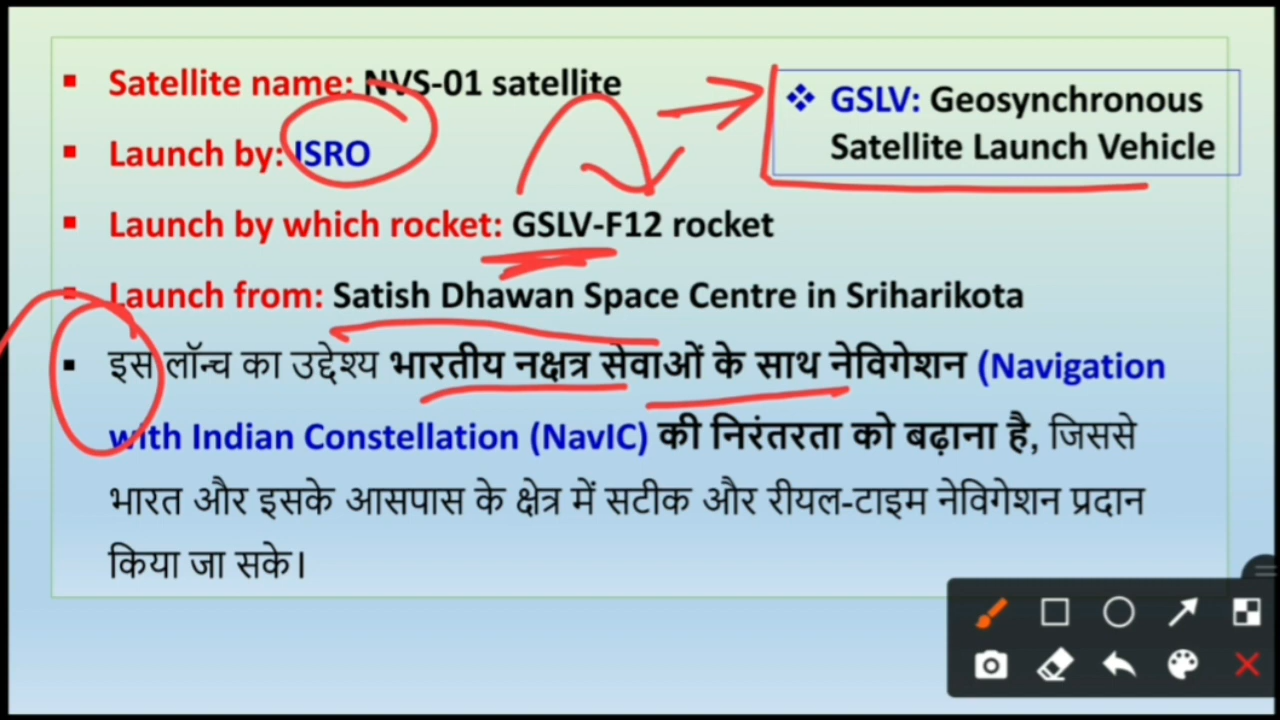 ▪ Satellite name: NVS-01 satellite
❖ GSLV: Geosynchronous
Satellite Launch Vehicle
▪ Launch by: ISRO
▪ Launch by which rocket: GSLV-F12 rocket
▪ Launch from: Satish Dhawan Space Centre in Sriharikota
▪ इस लॉन्च का उद्देश्य भारतीय नक्षत्र सेवाओं के साथ नेविगेशन (Navigation
with Indian Constellation (NavIC) की निरंतरता को बढ़ाना है, जिससे
भारत और इसके आसपास के क्षेत्र में सटीक और रीयल-टाइम नेविगेशन प्रदान
किया जा सके।